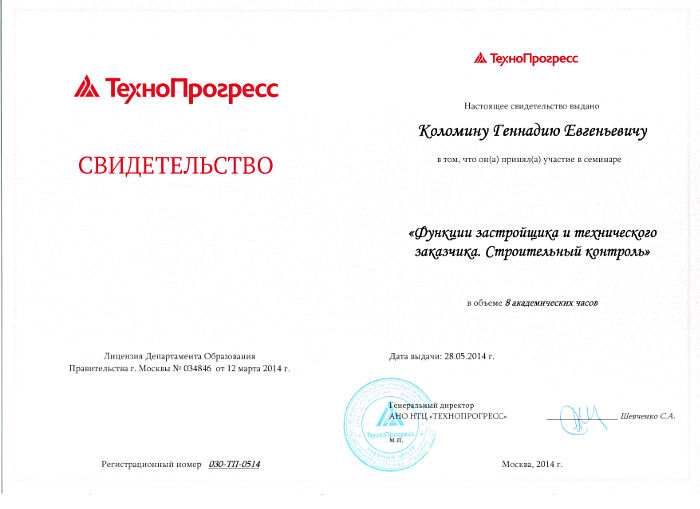 ТехноПрогресс
СВИДЕТЕЛЬСТВО
Лицензия Департамента Образования
Правительства г. Москвы № 034846 от 12 марта 2014 г.
Регистрационный номер 030-ТП-0514
ТехноПрогресс
Настоящее свидетельство выдано
Коломину Геннадию Евгеньевичу
в том, что он(а) принял(а) участие в семинаре
«Функции застройщика и технического
заказчика. Строительный контроль»
в объеме 8 академических часов
Дата выдачи: 28.05.2014 г.
Генеральный директор
АНО НТЦ «ТЕХНОПРОГРЕСС»
Шевченко С.А.
м.п.
ТехноПрогресс
УЧЕБНЫЙ ЦЕНТР
Москва, 2014 г.